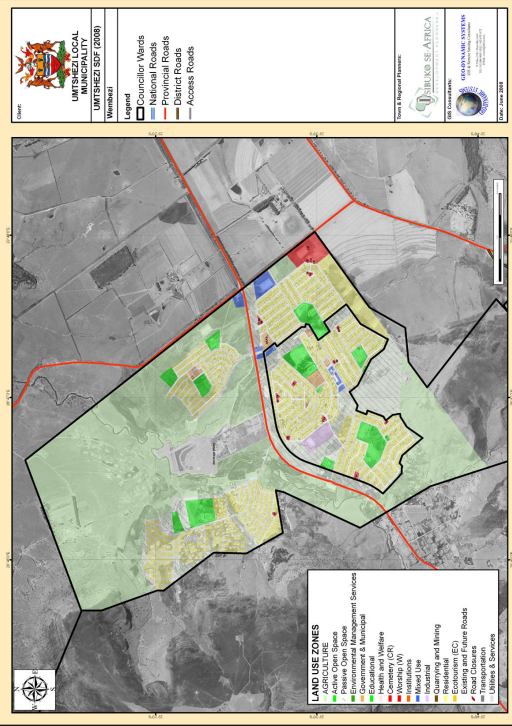 Client:
UMTSHEZI LOCAL
MUNICIPALITY
UMTSHEZI SDF (2008)
Wembezi
Legend
Councillor Wards
National Roads
Provincial Roads
District Roads
Access Roads
Town & Regional Planners:
ISIBUKO SE AFRICA
GIS Consultants:
GEO-DYNAMIC SYSTEMS
Date: June 2008
LAND USE ZONES
AGRICULTURE
Active Open Space
Passive Open Space
Environmental Management Services
Government & Municipal
Educational
Health and Welfare
Cemetery (CR)
Worship (W)
Institutions
Mixed Use
Industrial
Quarrying and Mining
Residential
Ecotourism (EC)
Existing and Future Roads
Road Closures
Transportation
Utilities & Services
N
E
S
W